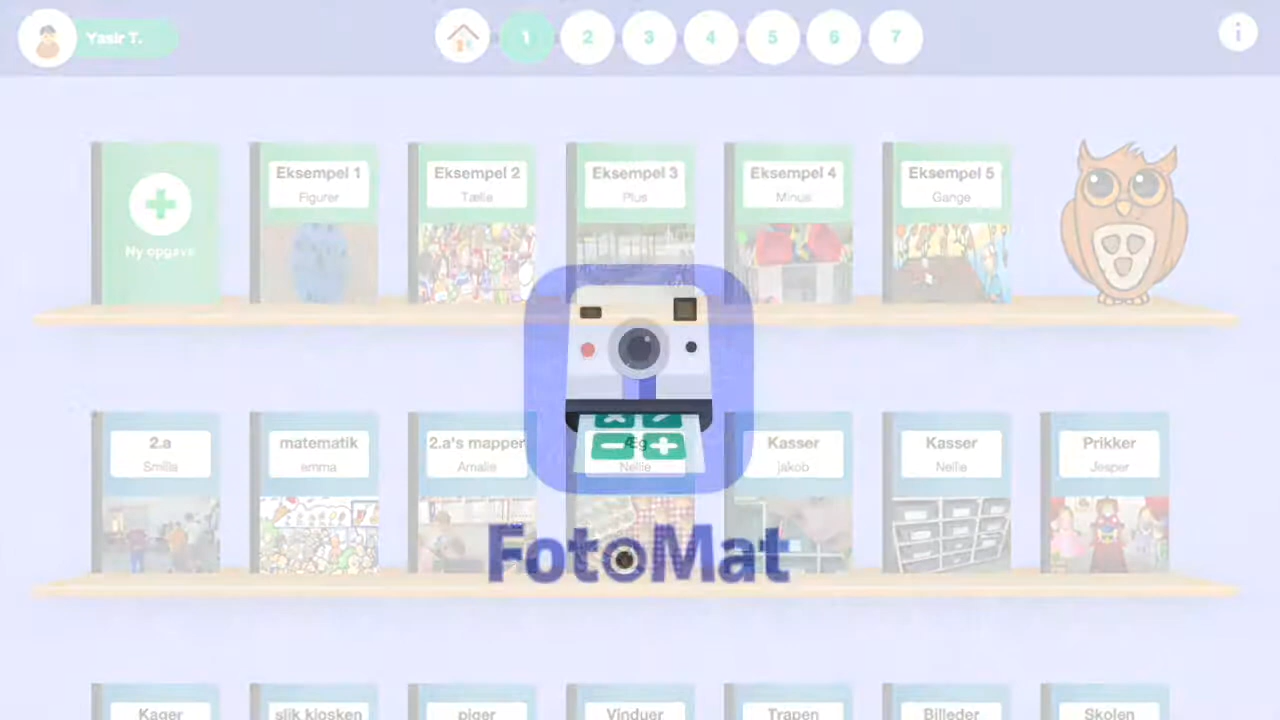 Yasir T.
1
2
3
4
5
6
7
i
Eksempel 1
Figurer
Eksempel 2
Tælle
Eksempel 3
Plus
Eksempel 4
Minus
Eksempel 5
Gange
Ny opgave
2.a
Smilla
matematik
emma
2.a's mapper
Amalie
Æg
Nellie
Kasser
jakob
Kasser
Nellie
Prikker
Jesper
FotoMat
Kager
slik kiosken
piger
Vinduer
Trapen
Billeder
Skolen